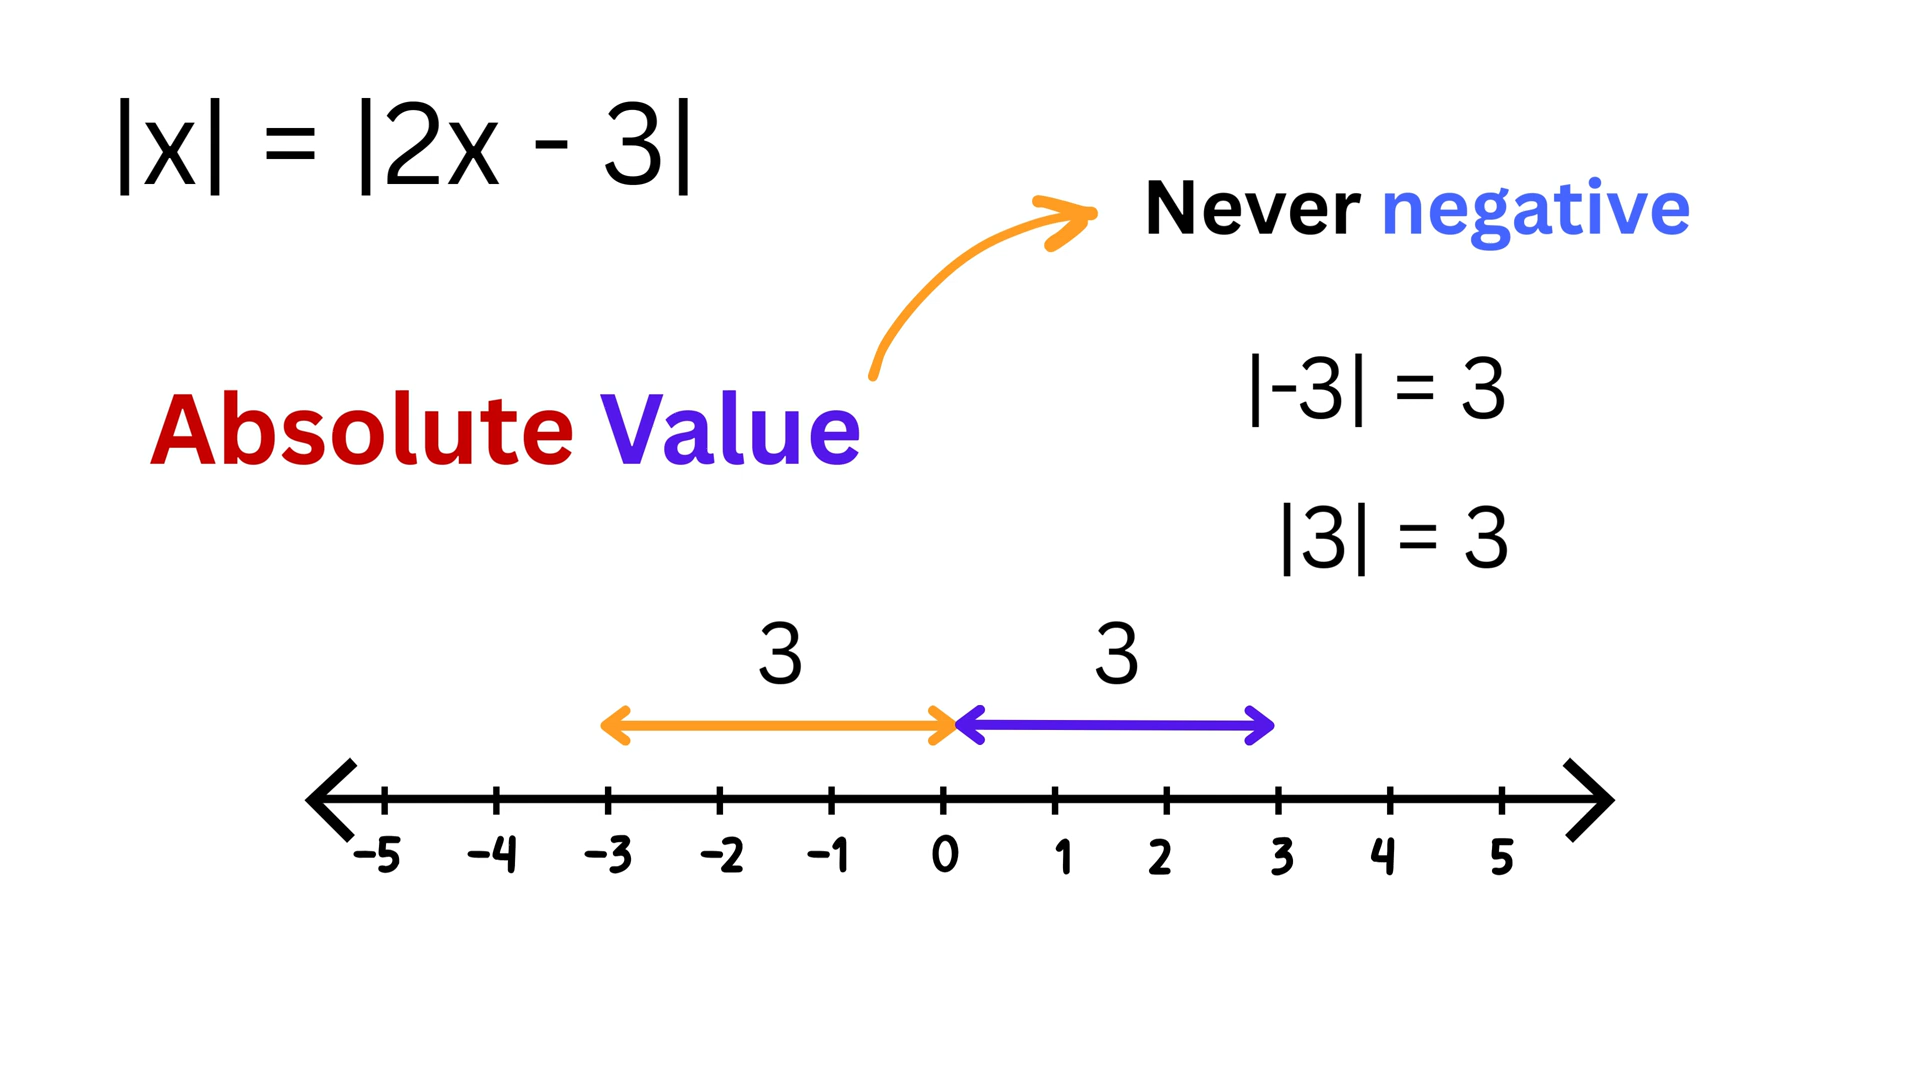 |x| = |2x - 3|
Never negative
|-3| = 3
Absolute Value
|3| = 3
3 3
-5 -4 -3 -2 -1 0 1 2 3 4 5